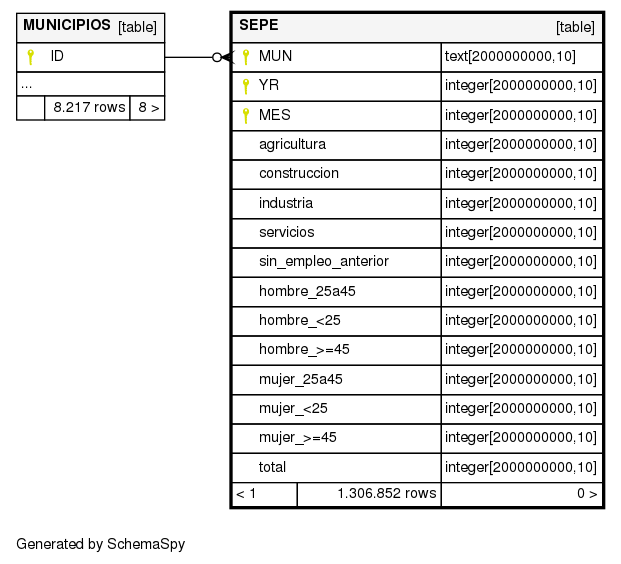 MUNICIPIOS [table]
ID
...
8.217 rows 8 >
SEPE [table]
MUN text[2000000000,10]
YR integer[2000000000,10]
MES integer[2000000000,10]
agricultura integer[2000000000,10]
construccion integer[2000000000,10]
industria integer[2000000000,10]
servicios integer[2000000000,10]
sin_empleo_anterior integer[2000000000,10]
hombre_25a45 integer[2000000000,10]
hombre_<25 integer[2000000000,10]
hombre_>=45 integer[2000000000,10]
mujer_25a45 integer[2000000000,10]
mujer_<25 integer[2000000000,10]
mujer_>=45 integer[2000000000,10]
total integer[2000000000,10]
< 1 1.306.852 rows 0 >
Generated by SchemaSpy